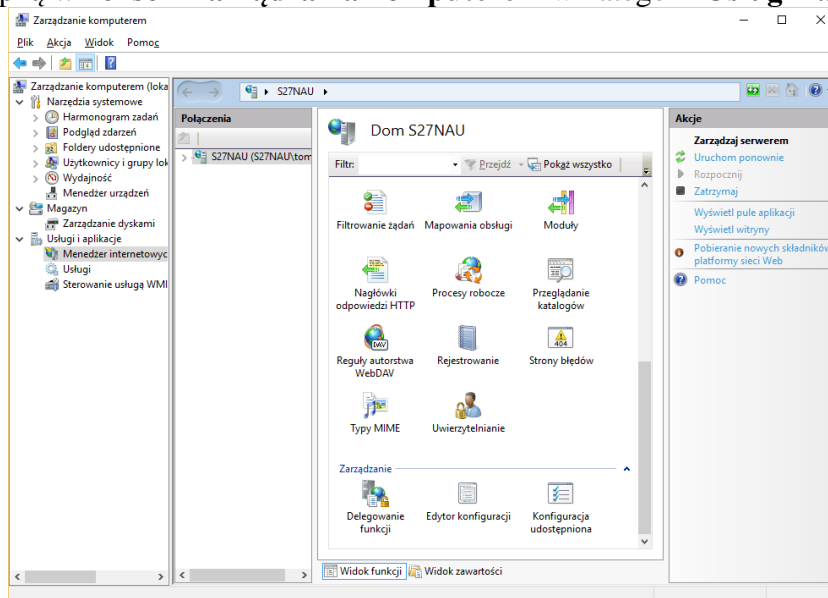 Zarządzanie komputerem
Plik Akcja Widok Pomoc
Zarządzanie komputerem (loka
Narzędzia systemowe
Harmonogram zadań
Podgląd zdarzeń
Foldery udostępnione
Użytkownicy i grupy lok
Wydajność
Menedżer urządzeń
Magazyn
Zarządzanie dyskami
Usługi i aplikacje
Menedżer internetowyc
Usługi
Sterowanie usługą WMI
S27NAU
Połączenia
S27NAU (S27NAU\tom
Dom S27NAU
Filtr: Przejdź Pokaż wszystko
Filtrowanie żądań Mapowania obsługi Moduły
Nagłówki odpowiedzi HTTP
Procesy robocze
Przeglądanie katalogów
Reguły autorstwa WebDAV
Rejestrowanie
Strony błędów
Typy MIME
Uwierzytelnianie
Zarządzanie
Delegowanie funkcji
Edytor konfiguracji
Konfiguracja udostępniona
Widok funkcji Widok zawartości
Akcje
Zarządzaj serwerem
Uruchom ponownie
Rozpocznij
Zatrzymaj
Wyświetl pule aplikacji
Wyświetl witryny
Pobieranie nowych składników
platformy sieci Web
Pomoc